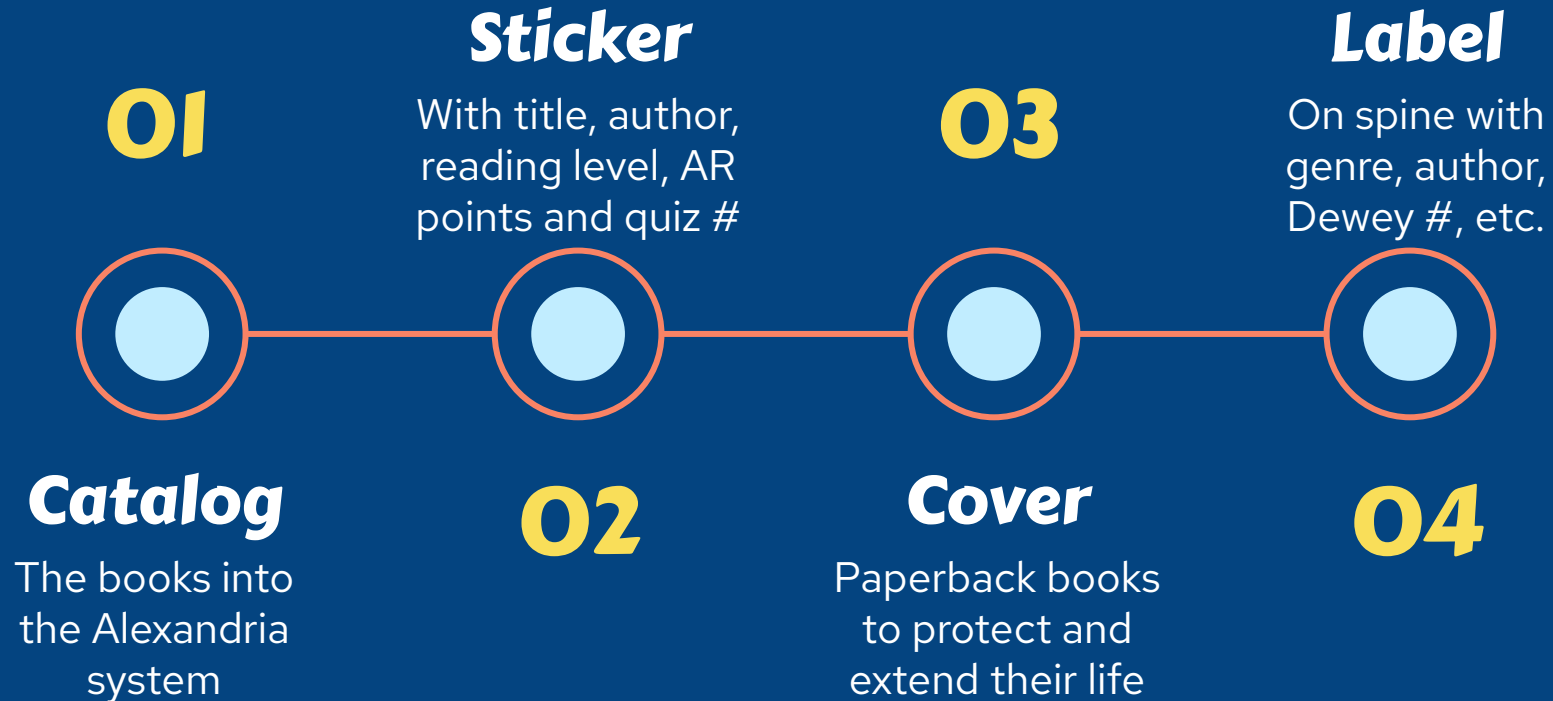 01
Catalog
The books into
the Alexandria
system
Sticker
With title, author,
reading level, AR
points and quiz #
02
03
Cover
Paperback books
to protect and
extend their life
Label
On spine with
genre, author,
Dewey #, etc.
04